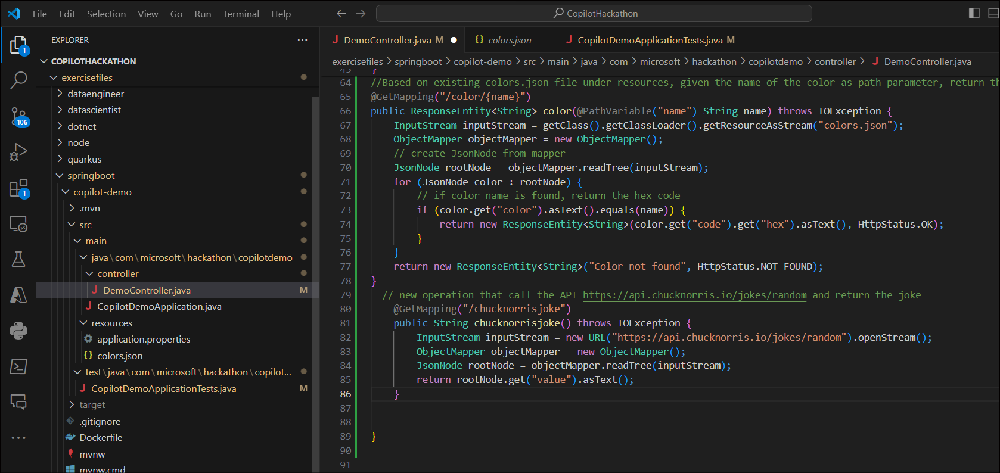 File Edit Selection View Go Run Terminal Help
CopilotHackathon
EXPLORER
COPILOTHACKATHON
exercisefiles
dataengineer
datascientist
dotnet
node
quarkus
springboot
copilot-demo
.mvn
src
main
java\com\microsoft\hackathon\copilotdemo
controller
DemoController.java M
CopilotDemoApplication.java
resources
application.properties
colors.json
test\java\com\microsoft\hackathon\copilot...
CopilotDemoApplicationTests.java M
target
.gitignore
Dockerfile
mvnw
mvnw.cmd
1
106
1
DemoController.java M
colors.json
CopilotDemoApplicationTests.java M
exercisefiles > springboot > copilot-demo > src > main > java > com > microsoft > hackathon > copilotdemo > controller > DemoController.java
45 }
64 //Based on existing colors.json file under resources, given the name of the color as path parameter, return th
65 @GetMapping("/color/{name}")
66 public ResponseEntity<String> color(@PathVariable("name") String name) throws IOException {
67 InputStream inputStream = getClass().getClassLoader().getResourceAsStream("colors.json");
68 ObjectMapper objectMapper = new ObjectMapper();
69 // create JsonNode from mapper
70 JsonNode rootNode = objectMapper.readTree(inputStream);
71 for (JsonNode color : rootNode) {
72 // if color name is found, return the hex code
73 if (color.get("color").asText().equals(name)) {
74 return new ResponseEntity<String>(color.get("code").get("hex").asText(), HttpStatus.OK);
75 }
76 }
77 return new ResponseEntity<String>("Color not found", HttpStatus.NOT_FOUND);
78 }
79 // new operation that call the API https://api.chucknorris.io/jokes/random and return the joke
80 @GetMapping("/chucknorrisjoke")
81 public String chucknorrisjoke() throws IOException {
82 InputStream inputStream = new URL("https://api.chucknorris.io/jokes/random").openStream();
83 ObjectMapper objectMapper = new ObjectMapper();
84 JsonNode rootNode = objectMapper.readTree(inputStream);
85 return rootNode.get("value").asText();
86 }
87
88
89 }
90
91